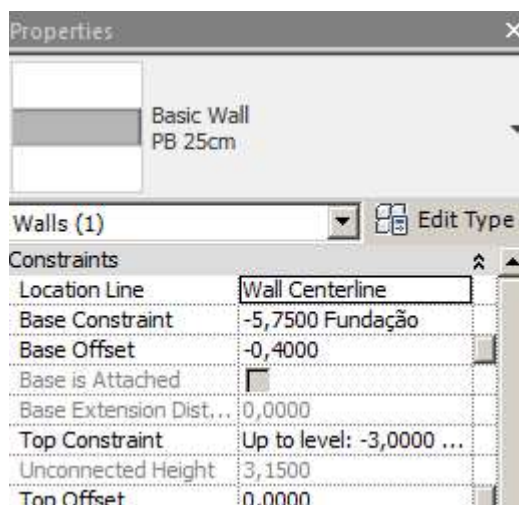 Properties
Basic Wall
PB 25cm
Walls (1)
Edit Type
Constraints
Location Line Wall Centerline
Base Constraint -5,7500 Fundação
Base Offset -0,4000
Base is Attached
Base Extension Dist... 0,0000
Top Constraint Up to level: -3,0000 ...
Unconnected Height 3,1500
Top Offset 0,0000